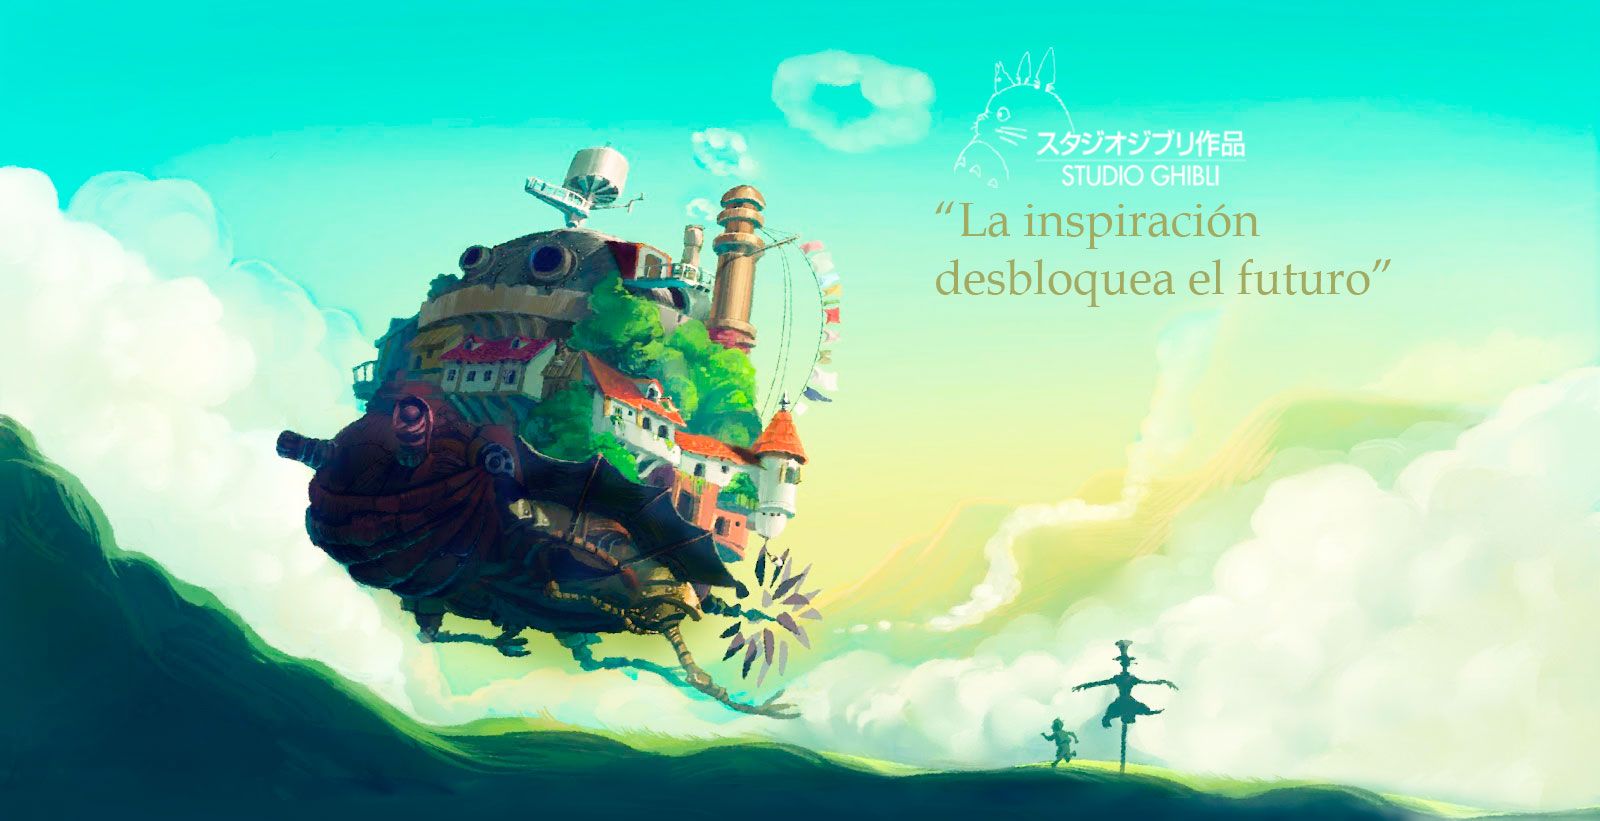 スタジオジブリ作品
STUDIO GHIBLI
“La inspiración
desbloquea el futuro”